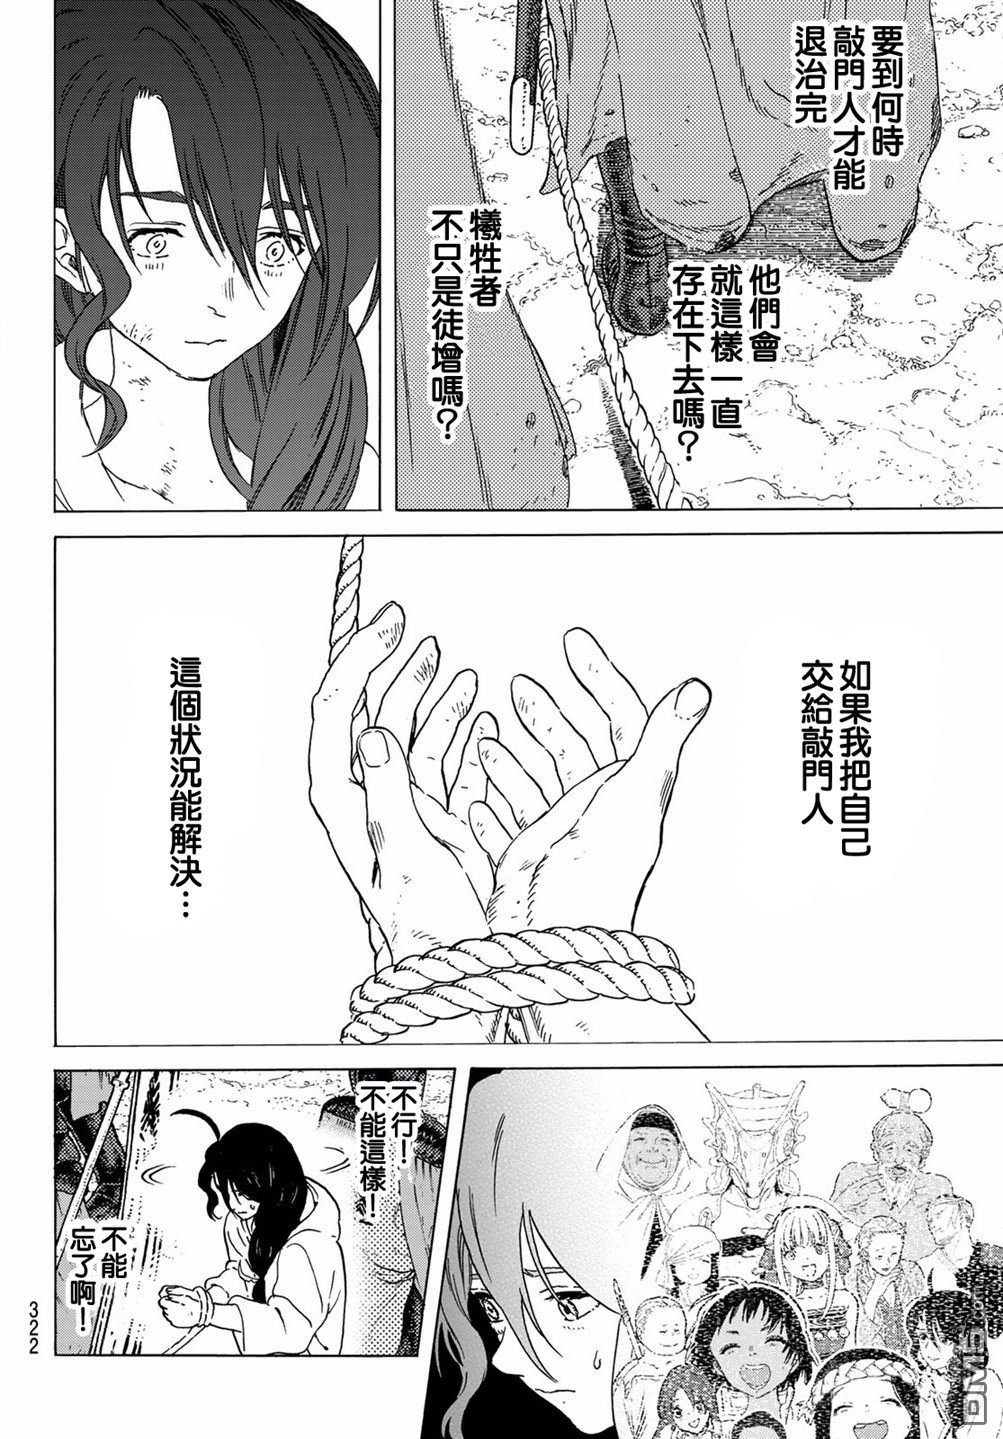 要到何時
敲門人才能
退治完
他們會
就這樣一直
存在下去嗎？
犧牲者
不只是徒增嗎？
如果我把自己
交給敲門人
這個狀況能解決…
不行！
不能這樣！
不能
忘了啊！
322